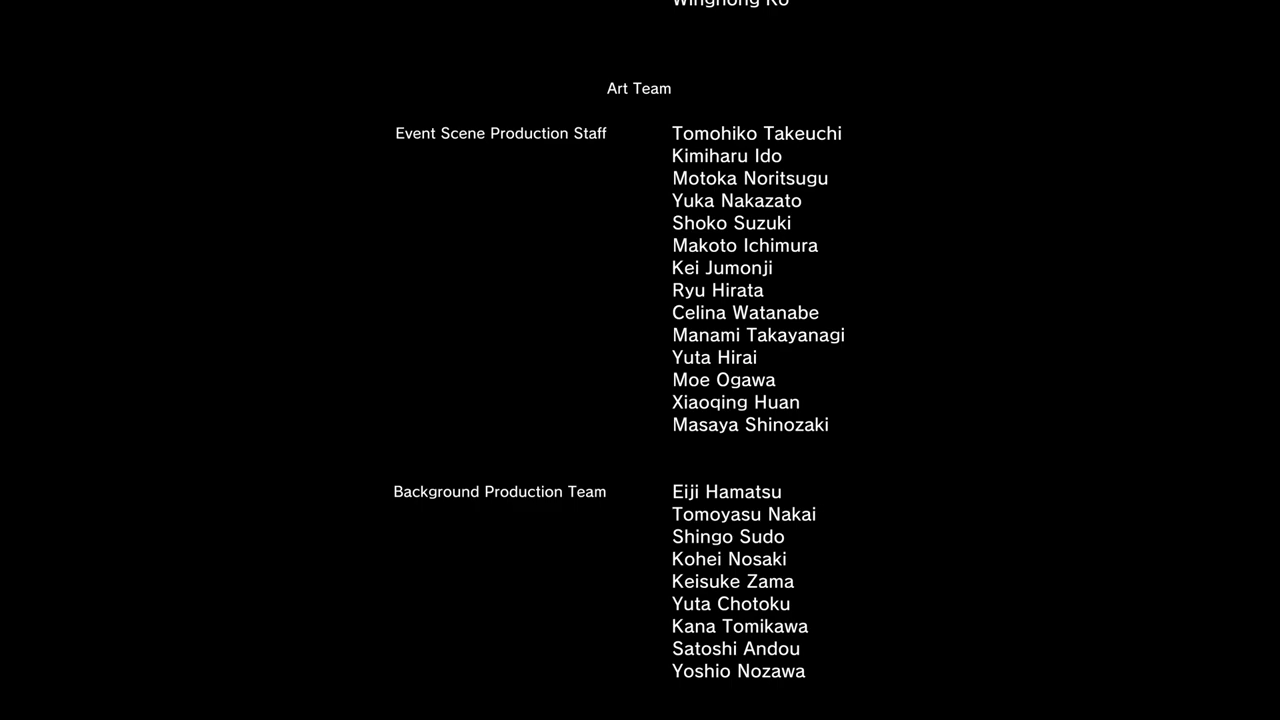 Art Team
Event Scene Production Staff
Tomohiko Takeuchi
Kimiharu Ido
Motoka Noritsugu
Yuka Nakazato
Shoko Suzuki
Makoto Ichimura
Kei Jumonji
Ryu Hirata
Celina Watanabe
Manami Takayanagi
Yuta Hirai
Moe Ogawa
Xiaoqing Huan
Masaya Shinozaki
Background Production Team
Eiji Hamatsu
Tomoyasu Nakai
Shingo Sudo
Kohei Nosaki
Keisuke Zama
Yuta Chotoku
Kana Tomikawa
Satoshi Andou
Yoshio Nozawa